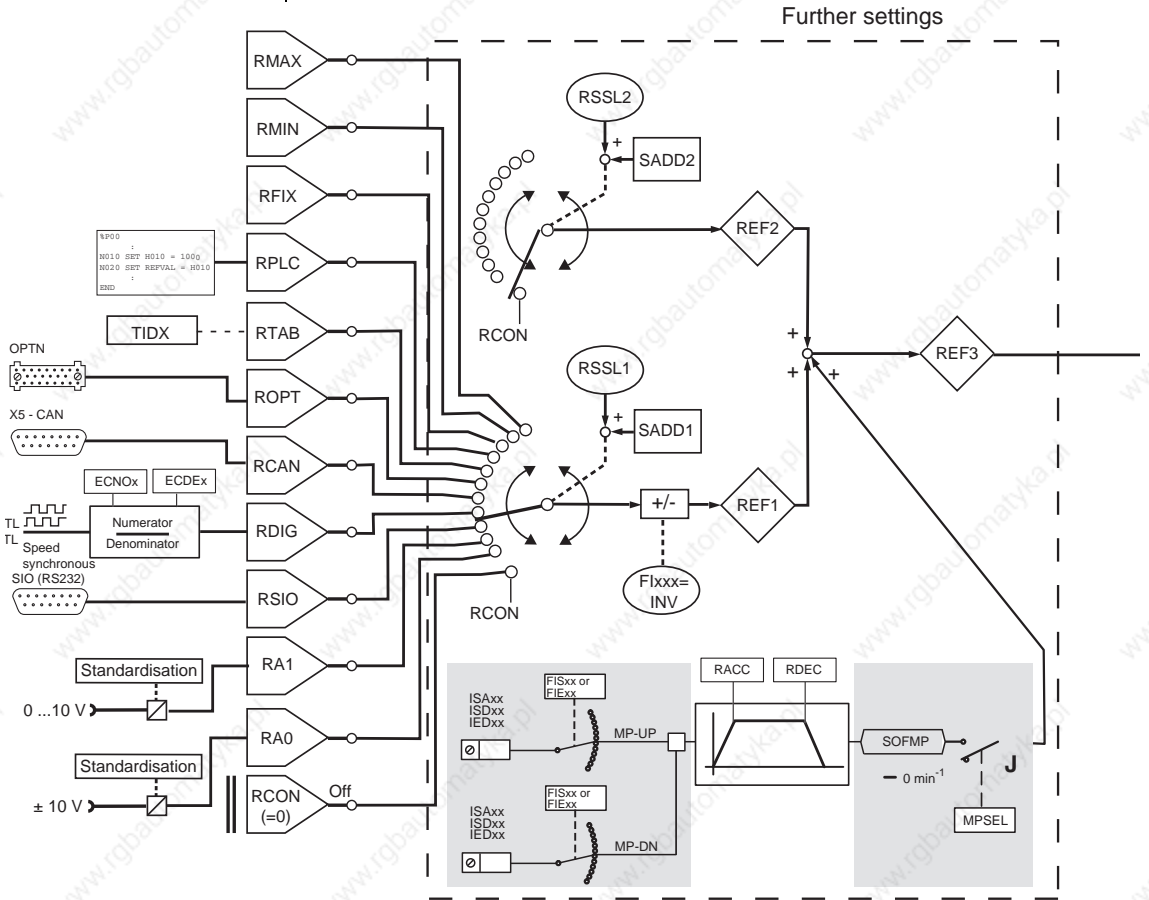 Further settings
RMAX
RMIN
RFIX
RPLC
%P00
:
N010 SET H010 = 1000
N020 SET REFVAL = H010
:
END
TIDX
RTAB
OPTN
ROPT
X5 - CAN
RCAN
ECNOx
ECDEx
Numerator
Denominator
TL
TL
Speed
synchronous
RDIG
SIO (RS232)
RSIO
Standardisation
0 ...10 V
RA1
Standardisation
± 10 V
RA0
RCON
(=0)
Off
RSSL2
+
SADD2
RCON
REF2
RSSL1
+
SADD1
RCON
+/-
FIxxx=
INV
REF1
+
+
+
REF3
ISAxx
ISDxx
IEDxx
FISxx or
FIExx
MP-UP
ISAxx
ISDxx
IEDxx
FISxx or
FIExx
MP-DN
RACC
RDEC
SOFMP
0 min-1
J
MPSEL
www.rgbautomatyka.pl